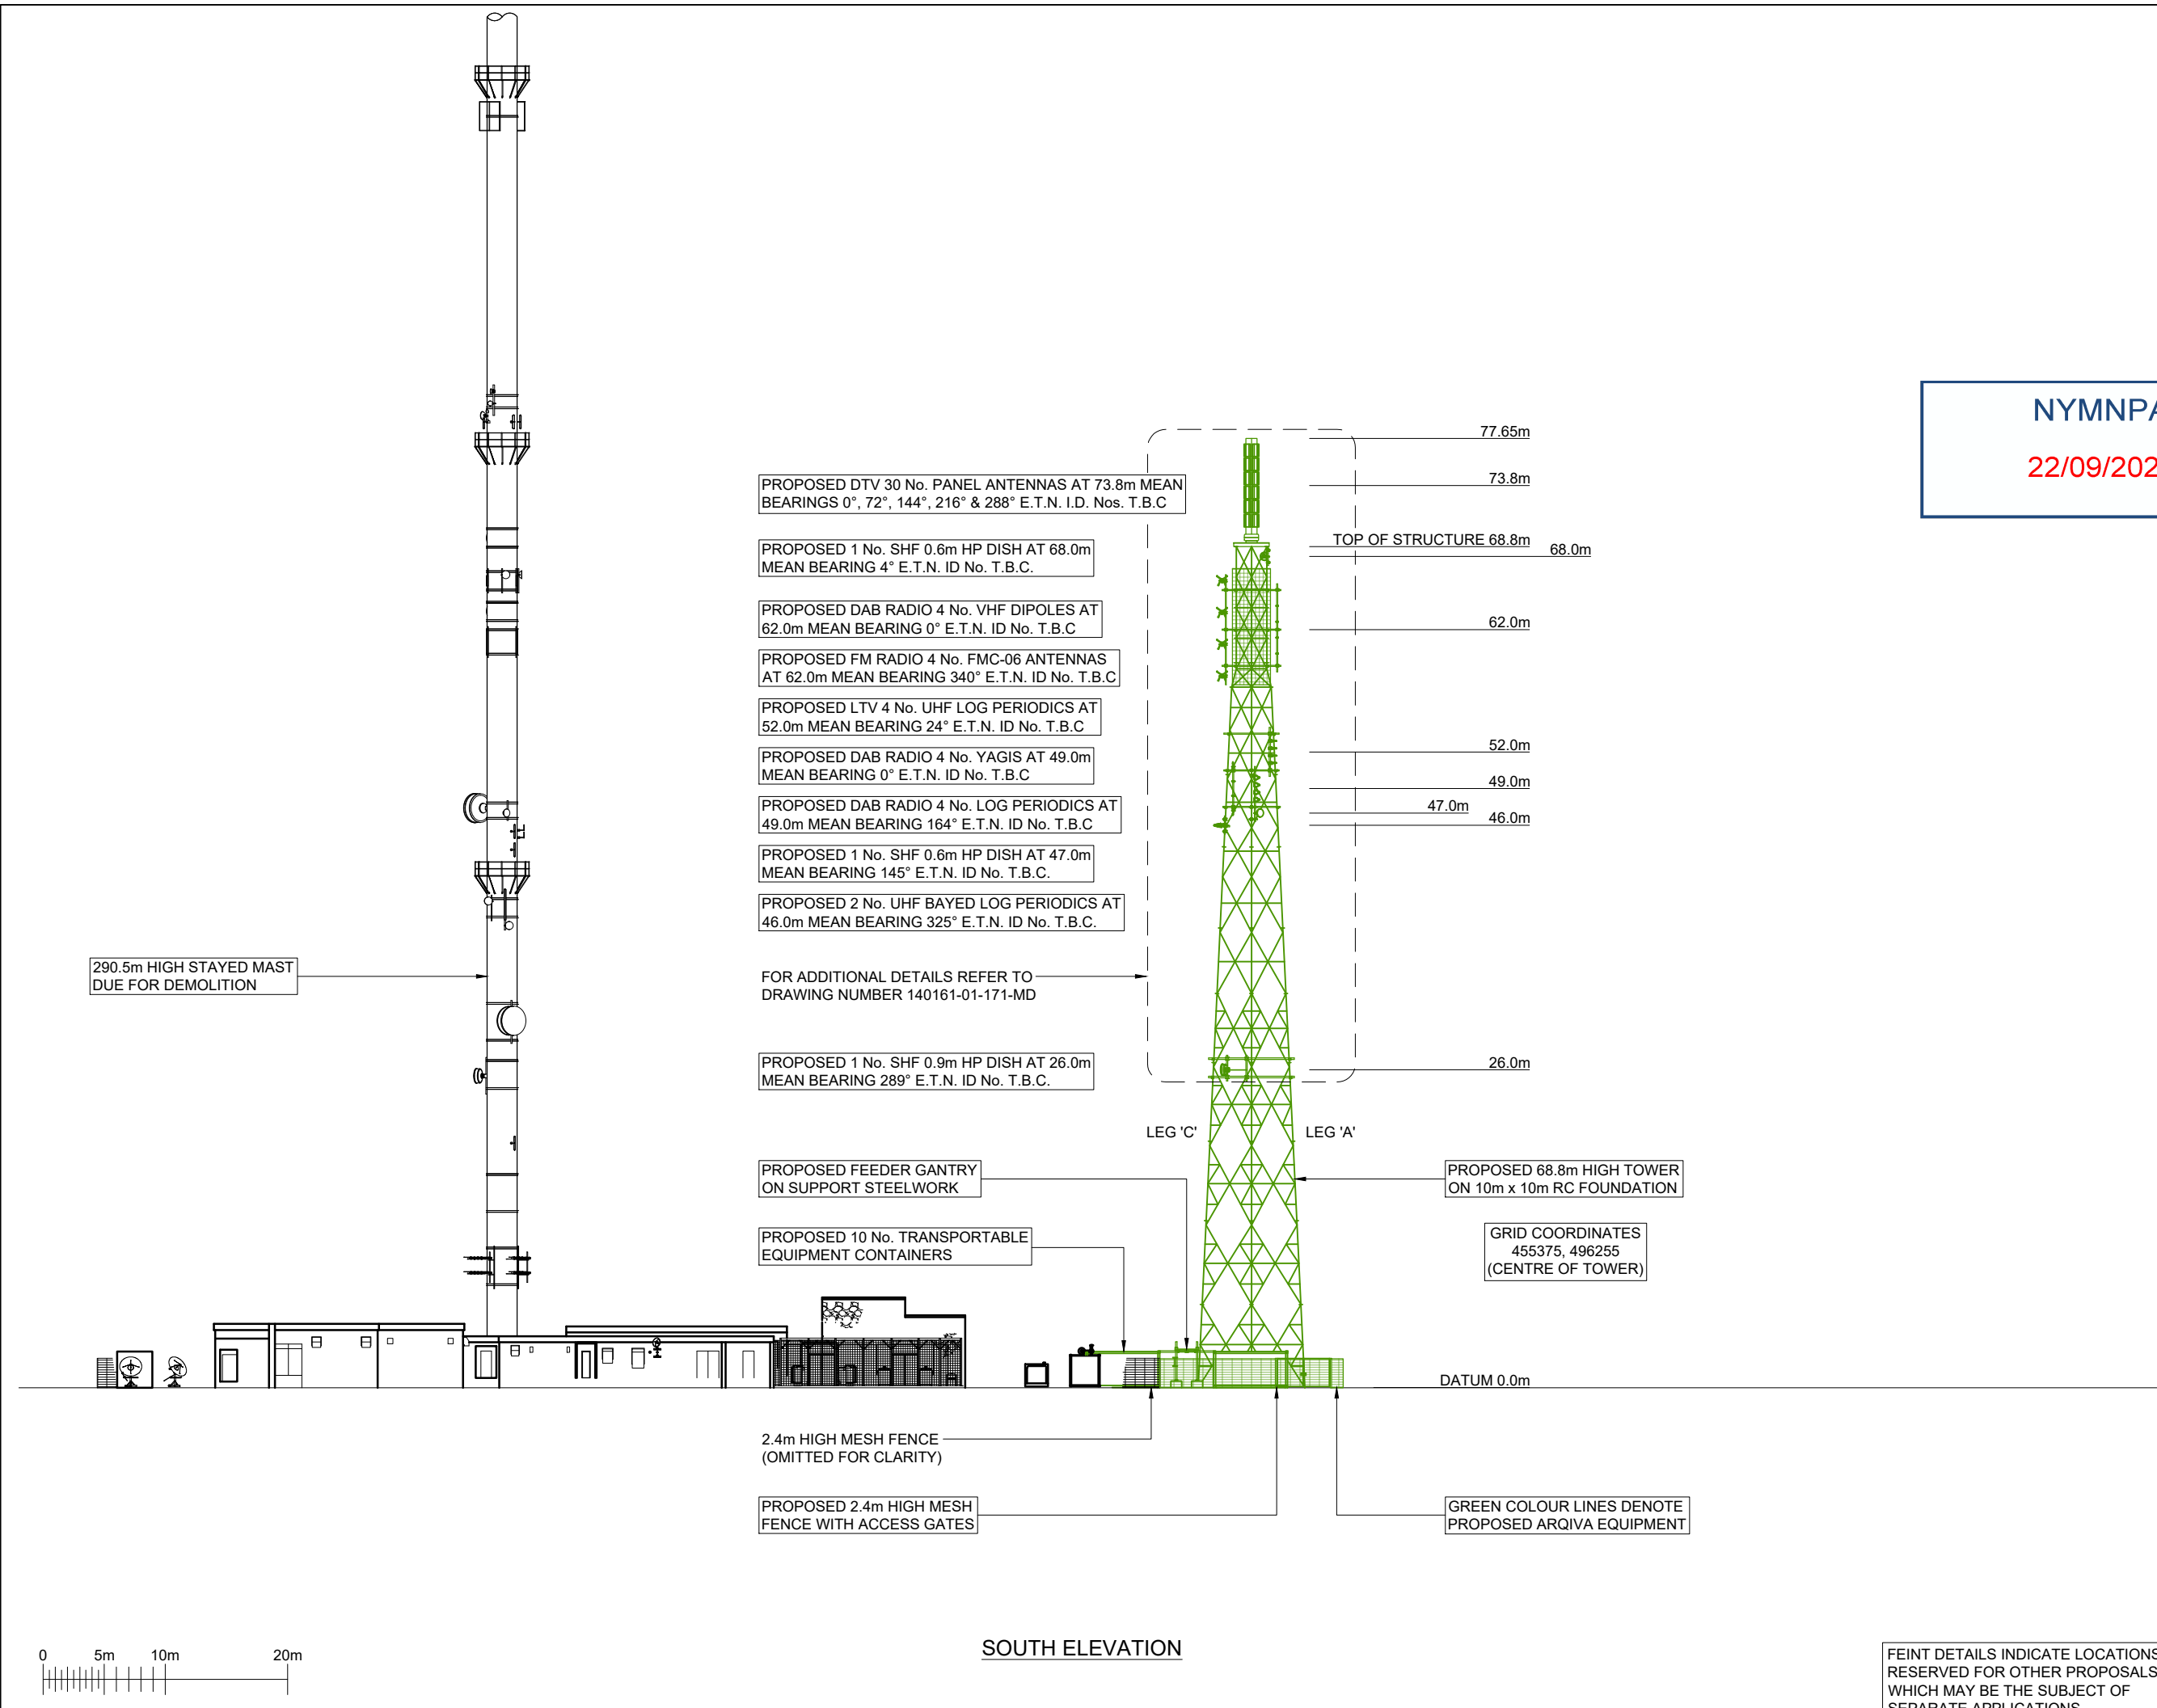 77.65m
NYMNPA
22/09/202
73.8m
PROPOSED DTV 30 No. PANEL ANTENNAS AT 73.8m MEAN
BEARINGS 0°, 72°, 144°, 216° & 288° E.T.N. I.D. Nos. T.B.C
TOP OF STRUCTURE 68.8m
68.0m
PROPOSED 1 No. SHF 0.6m HP DISH AT 68.0m
MEAN BEARING 4° E.T.N. ID No. T.B.C.
PROPOSED DAB RADIO 4 No. VHF DIPOLES AT
62.0m MEAN BEARING 0° E.T.N. ID No. T.B.C
62.0m
PROPOSED FM RADIO 4 No. FMC-06 ANTENNAS
AT 62.0m MEAN BEARING 340° E.T.N. ID No. T.B.C
PROPOSED LTV 4 No. UHF LOG PERIODICS AT
52.0m MEAN BEARING 24° E.T.N. ID No. T.B.C
52.0m
PROPOSED DAB RADIO 4 No. YAGIS AT 49.0m
MEAN BEARING 0° E.T.N. ID No. T.B.C
49.0m
PROPOSED DAB RADIO 4 No. LOG PERIODICS AT
49.0m MEAN BEARING 164° E.T.N. ID No. T.B.C
47.0m
46.0m
PROPOSED 1 No. SHF 0.6m HP DISH AT 47.0m
MEAN BEARING 145° E.T.N. ID No. T.B.C.
PROPOSED 2 No. UHF BAYED LOG PERIODICS AT
46.0m MEAN BEARING 325° E.T.N. ID No. T.B.C.
290.5m HIGH STAYED MAST
DUE FOR DEMOLITION
FOR ADDITIONAL DETAILS REFER TO
DRAWING NUMBER 140161-01-171-MD
PROPOSED 1 No. SHF 0.9m HP DISH AT 26.0m
MEAN BEARING 289° E.T.N. ID No. T.B.C.
26.0m
LEG 'C'
LEG 'A'
PROPOSED FEEDER GANTRY
ON SUPPORT STEELWORK
PROPOSED 68.8m HIGH TOWER
ON 10m x 10m RC FOUNDATION
PROPOSED 10 No. TRANSPORTABLE
EQUIPMENT CONTAINERS
GRID COORDINATES
455375, 496255
(CENTRE OF TOWER)
DATUM 0.0m
2.4m HIGH MESH FENCE
(OMITTED FOR CLARITY)
PROPOSED 2.4m HIGH MESH
FENCE WITH ACCESS GATES
GREEN COLOUR LINES DENOTE
PROPOSED ARQIVA EQUIPMENT
0 5m 10m 20m
SOUTH ELEVATION
FEINT DETAILS INDICATE LOCATIONS
RESERVED FOR OTHER PROPOSALS
WHICH MAY BE THE SUBJECT OF
SEPARATE APPLICATIONS